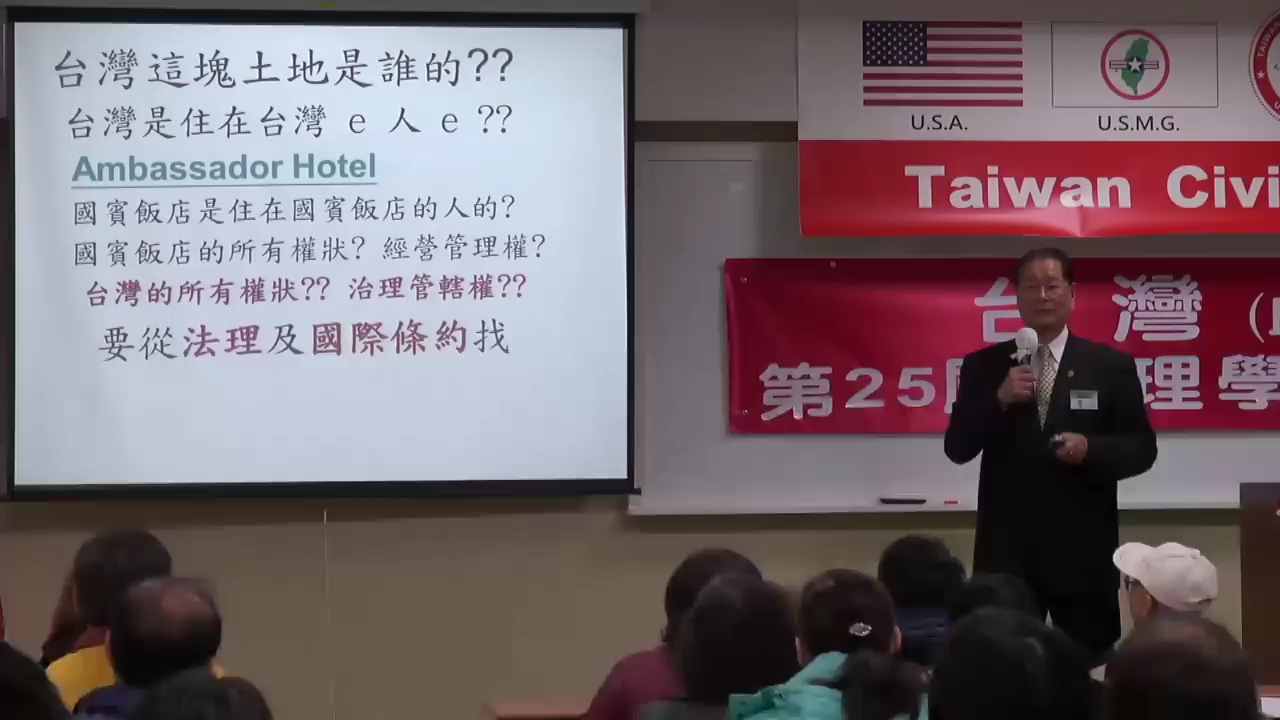 台灣這塊土地是誰的??
台灣是住在台灣 e 人 e ??
Ambassador Hotel
國賓飯店是住在國賓飯店的人的?
國賓飯店的所有權狀? 經營管理權?
台灣的所有權狀?? 治理管轄權??
要從法理及國際條約找
U.S.A.
U.S.M.G.
Taiwan Civi
台 灣
第25 理學